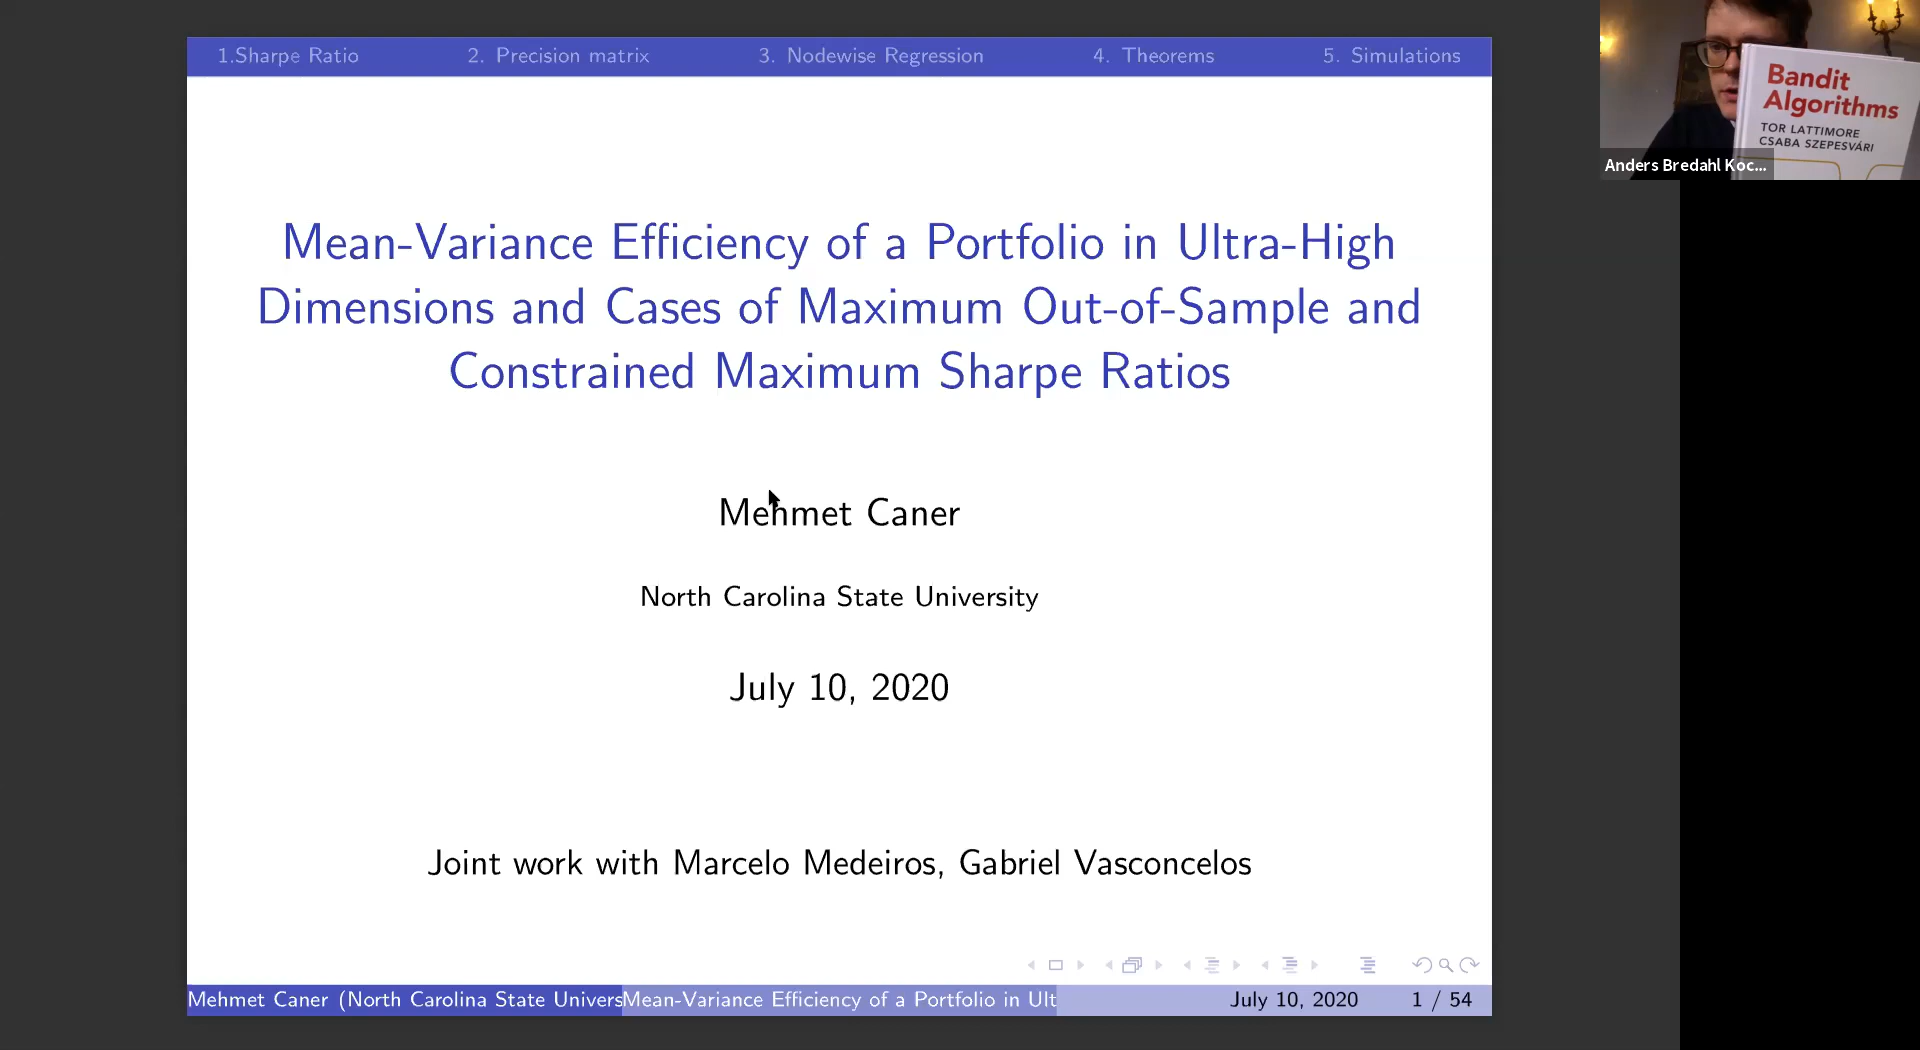 1.Sharpe Ratio 2. Precision matrix 3. Nodewise Regression 4. Theorems 5. Simulations
Mean-Variance Efficiency of a Portfolio in Ultra-High
Dimensions and Cases of Maximum Out-of-Sample and
Constrained Maximum Sharpe Ratios
Mehmet Caner
North Carolina State University
July 10, 2020
Joint work with Marcelo Medeiros, Gabriel Vasconcelos
Mehmet Caner (North Carolina State Univers
Mean-Variance Efficiency of a Portfolio in Ult
July 10, 2020
1 / 54
Bandit
Algorithms
TOR LATTIMORE
CSABA SZEPESVÁRI
Anders Bredahl Koc...